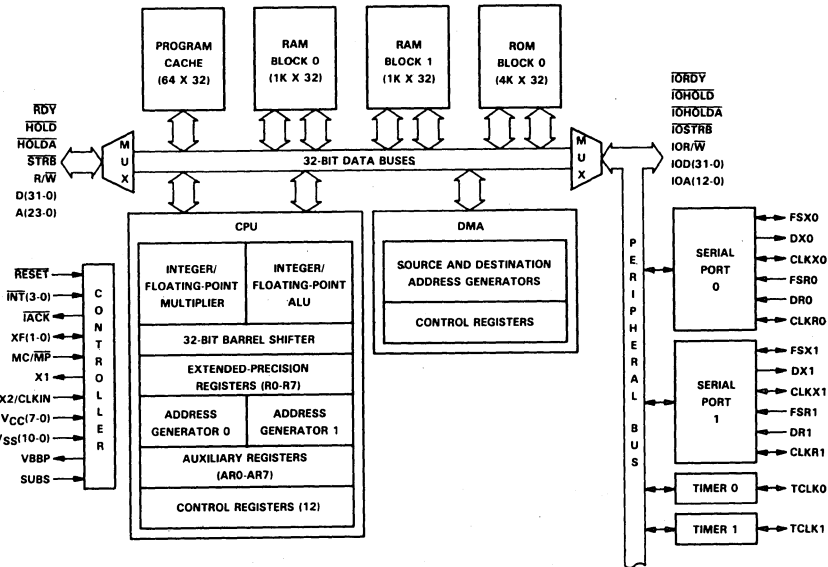 PROGRAM
CACHE
(64 X 32)
RAM
BLOCK 0
(1K X 32)
RAM
BLOCK 1
(1K X 32)
ROM
BLOCK 0
(4K X 32)
RDY
HOLD
HOLDA
STRB
R/W
D(31-0)
A(23-0)
MUX
32-BIT DATA BUSES
MUX
IORDY
IOHOLD
IOHOLDA
IOSTRB
IOR/W
IOD(31-0)
IOA(12-0)
CPU
INTEGER/
FLOATING-POINT
MULTIPLIER
INTEGER/
FLOATING-POINT
ALU
32-BIT BARREL SHIFTER
EXTENDED-PRECISION
REGISTERS (R0-R7)
ADDRESS
GENERATOR 0
ADDRESS
GENERATOR 1
AUXILIARY REGISTERS
(AR0-AR7)
CONTROL REGISTERS (12)
DMA
SOURCE AND DESTINATION
ADDRESS GENERATORS
CONTROL REGISTERS
RESET
INT(3-0)
IACK
XF(1-0)
MC/MP
X1
X2/CLKIN
VCC(7-0)
VSS(10-0)
VBBP
SUBS
CONTROLLER
PERIPHERAL BUS
SERIAL
PORT
0
FSX0
DX0
CLKX0
FSR0
DR0
CLKR0
SERIAL
PORT
1
FSX1
DX1
CLKX1
FSR1
DR1
CLKR1
TIMER 0
TCLK0
TIMER 1
TCLK1